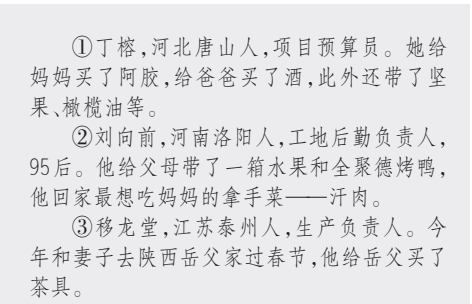 ①丁榕,河北唐山人,项目预算员。她给
妈妈买了阿胶,给爸爸买了酒,此外还带了坚
果、橄榄油等。
②刘向前,河南洛阳人,工地后勤负责人,
95后。他给父母带了一箱水果和全聚德烤鸭,
他回家最想吃妈妈的拿手菜——汗肉。
③移龙堂,江苏泰州人,生产负责人。今
年和妻子去陕西岳父家过春节,他给岳父买了
茶具。